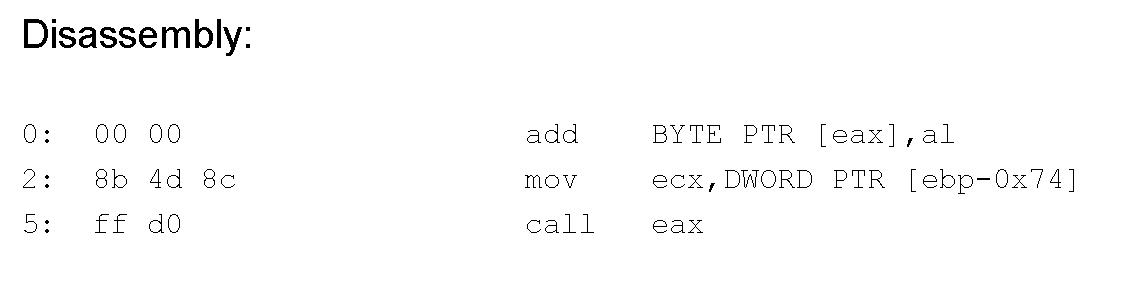 Disassembly:
0: 00 00 add BYTE PTR [eax],al
2: 8b 4d 8c mov ecx,DWORD PTR [ebp-0x74]
5: ff d0 call eax